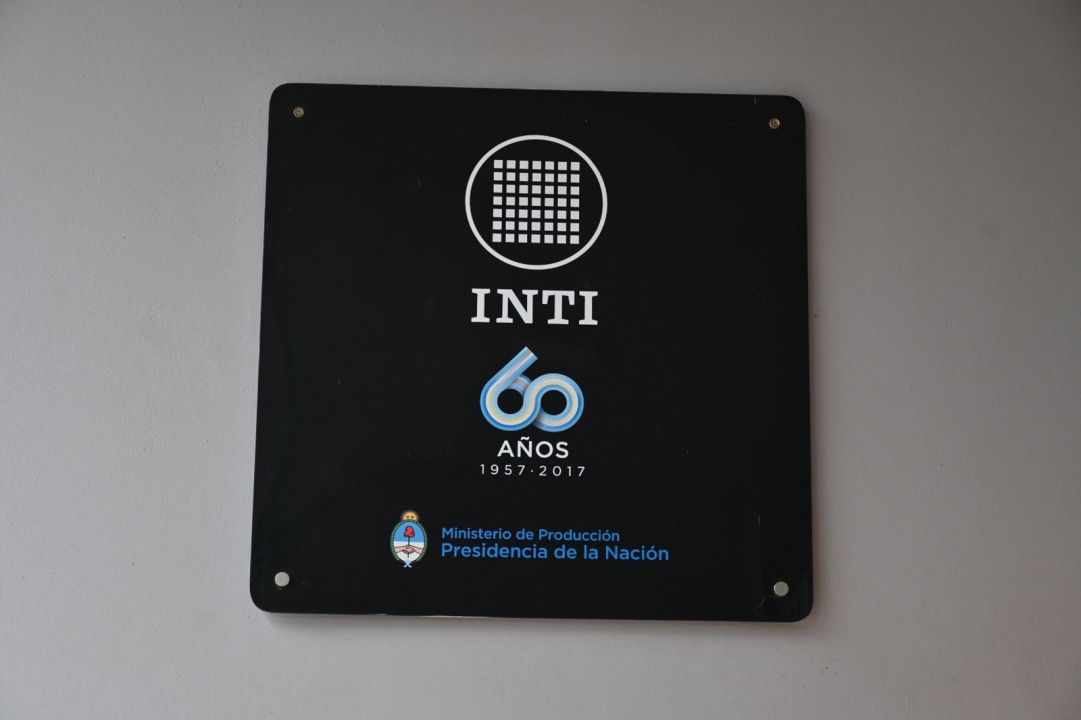 INTI
60
AÑOS
1957·2017
Ministerio de Producción
Presidencia de la Nación